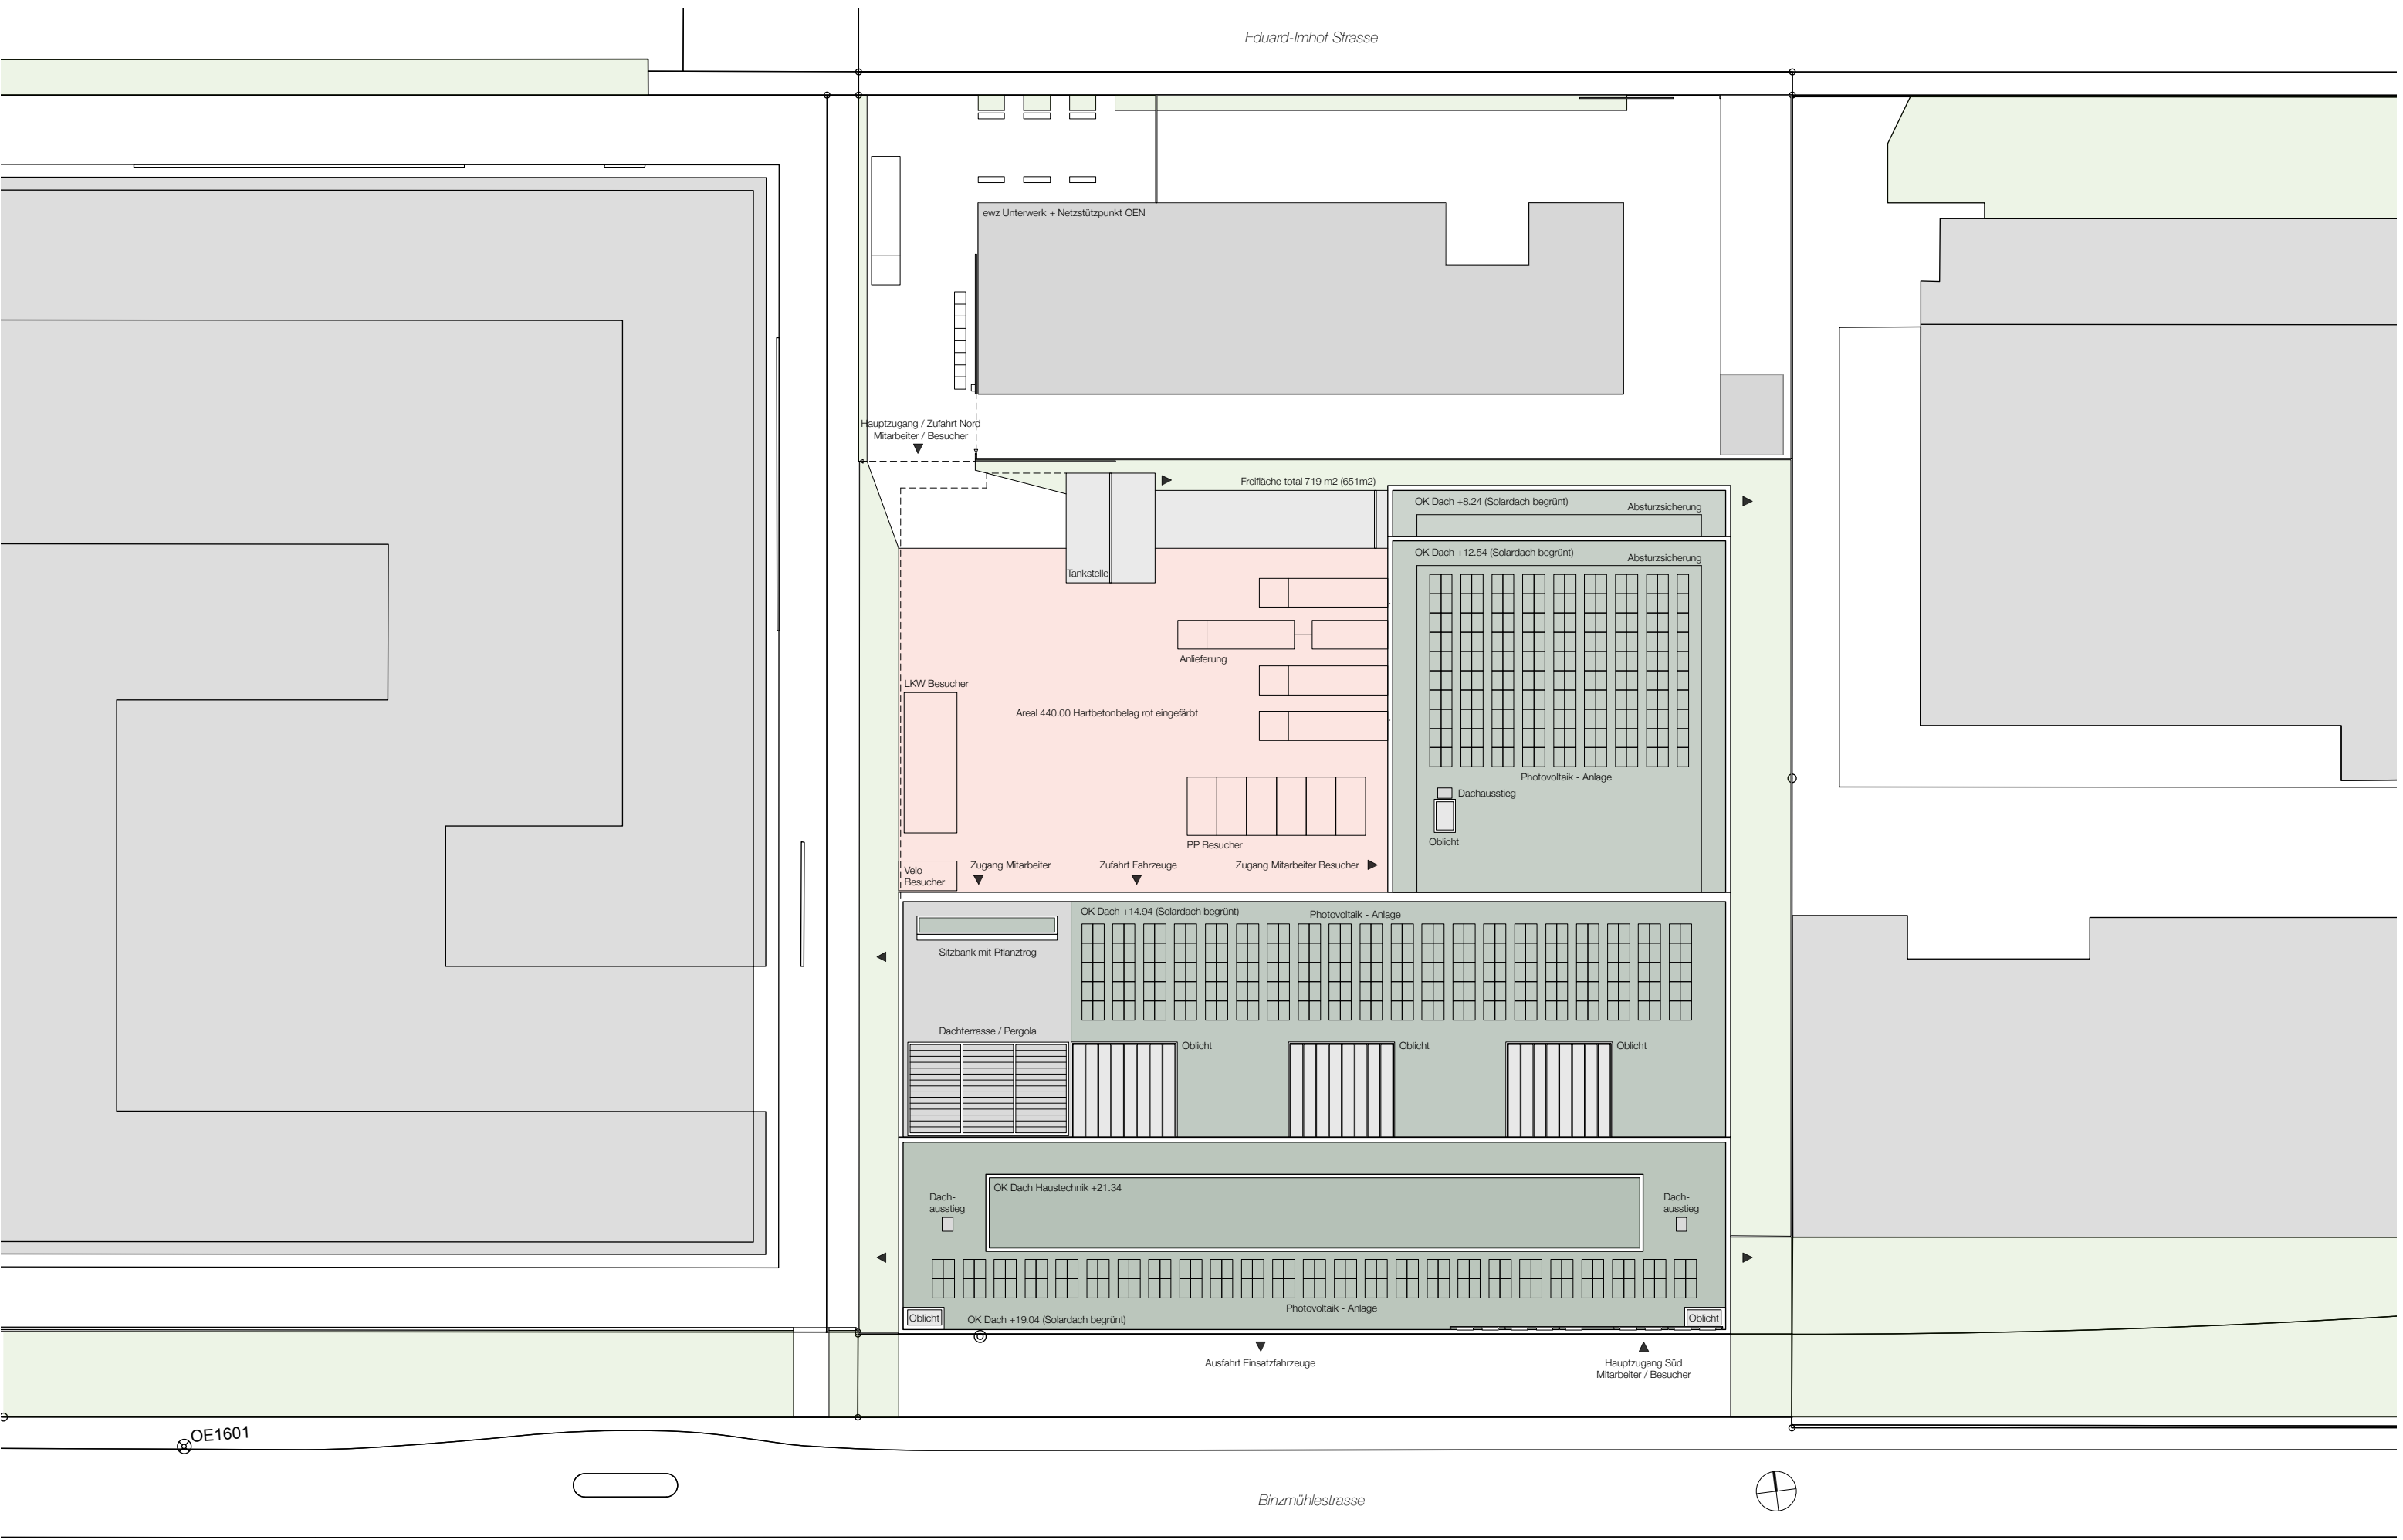 Eduard-Imhof Strasse
ewz Unterwerk + Netzstützpunkt OEN
Hauptzugang / Zufahrt Nord
Mitarbeiter / Besucher
Freifläche total 719 m2 (651m2)
OK Dach +8.24 (Solardach begrünt)
Absturzsicherung
OK Dach +12.54 (Solardach begrünt)
Absturzsicherung
Tankstelle
Anlieferung
LKW Besucher
Areal 440.00 Hartbetonbelag rot eingefärbt
Photovoltaik - Anlage
Dachausstieg
Oblicht
PP Besucher
Velo
Besucher
Zugang Mitarbeiter
Zufahrt Fahrzeuge
Zugang Mitarbeiter Besucher
OK Dach +14.94 (Solardach begrünt)
Photovoltaik - Anlage
Sitzbank mit Pflanztrog
Dachterrasse / Pergola
Oblicht
Oblicht
Oblicht
OK Dach Haustechnik +21.34
Dach-
ausstieg
Dach-
ausstieg
Photovoltaik - Anlage
Oblicht
OK Dach +19.04 (Solardach begrünt)
Oblicht
Ausfahrt Einsatzfahrzeuge
Hauptzugang Süd
Mitarbeiter / Besucher
OE1601
Binzmühlestrasse